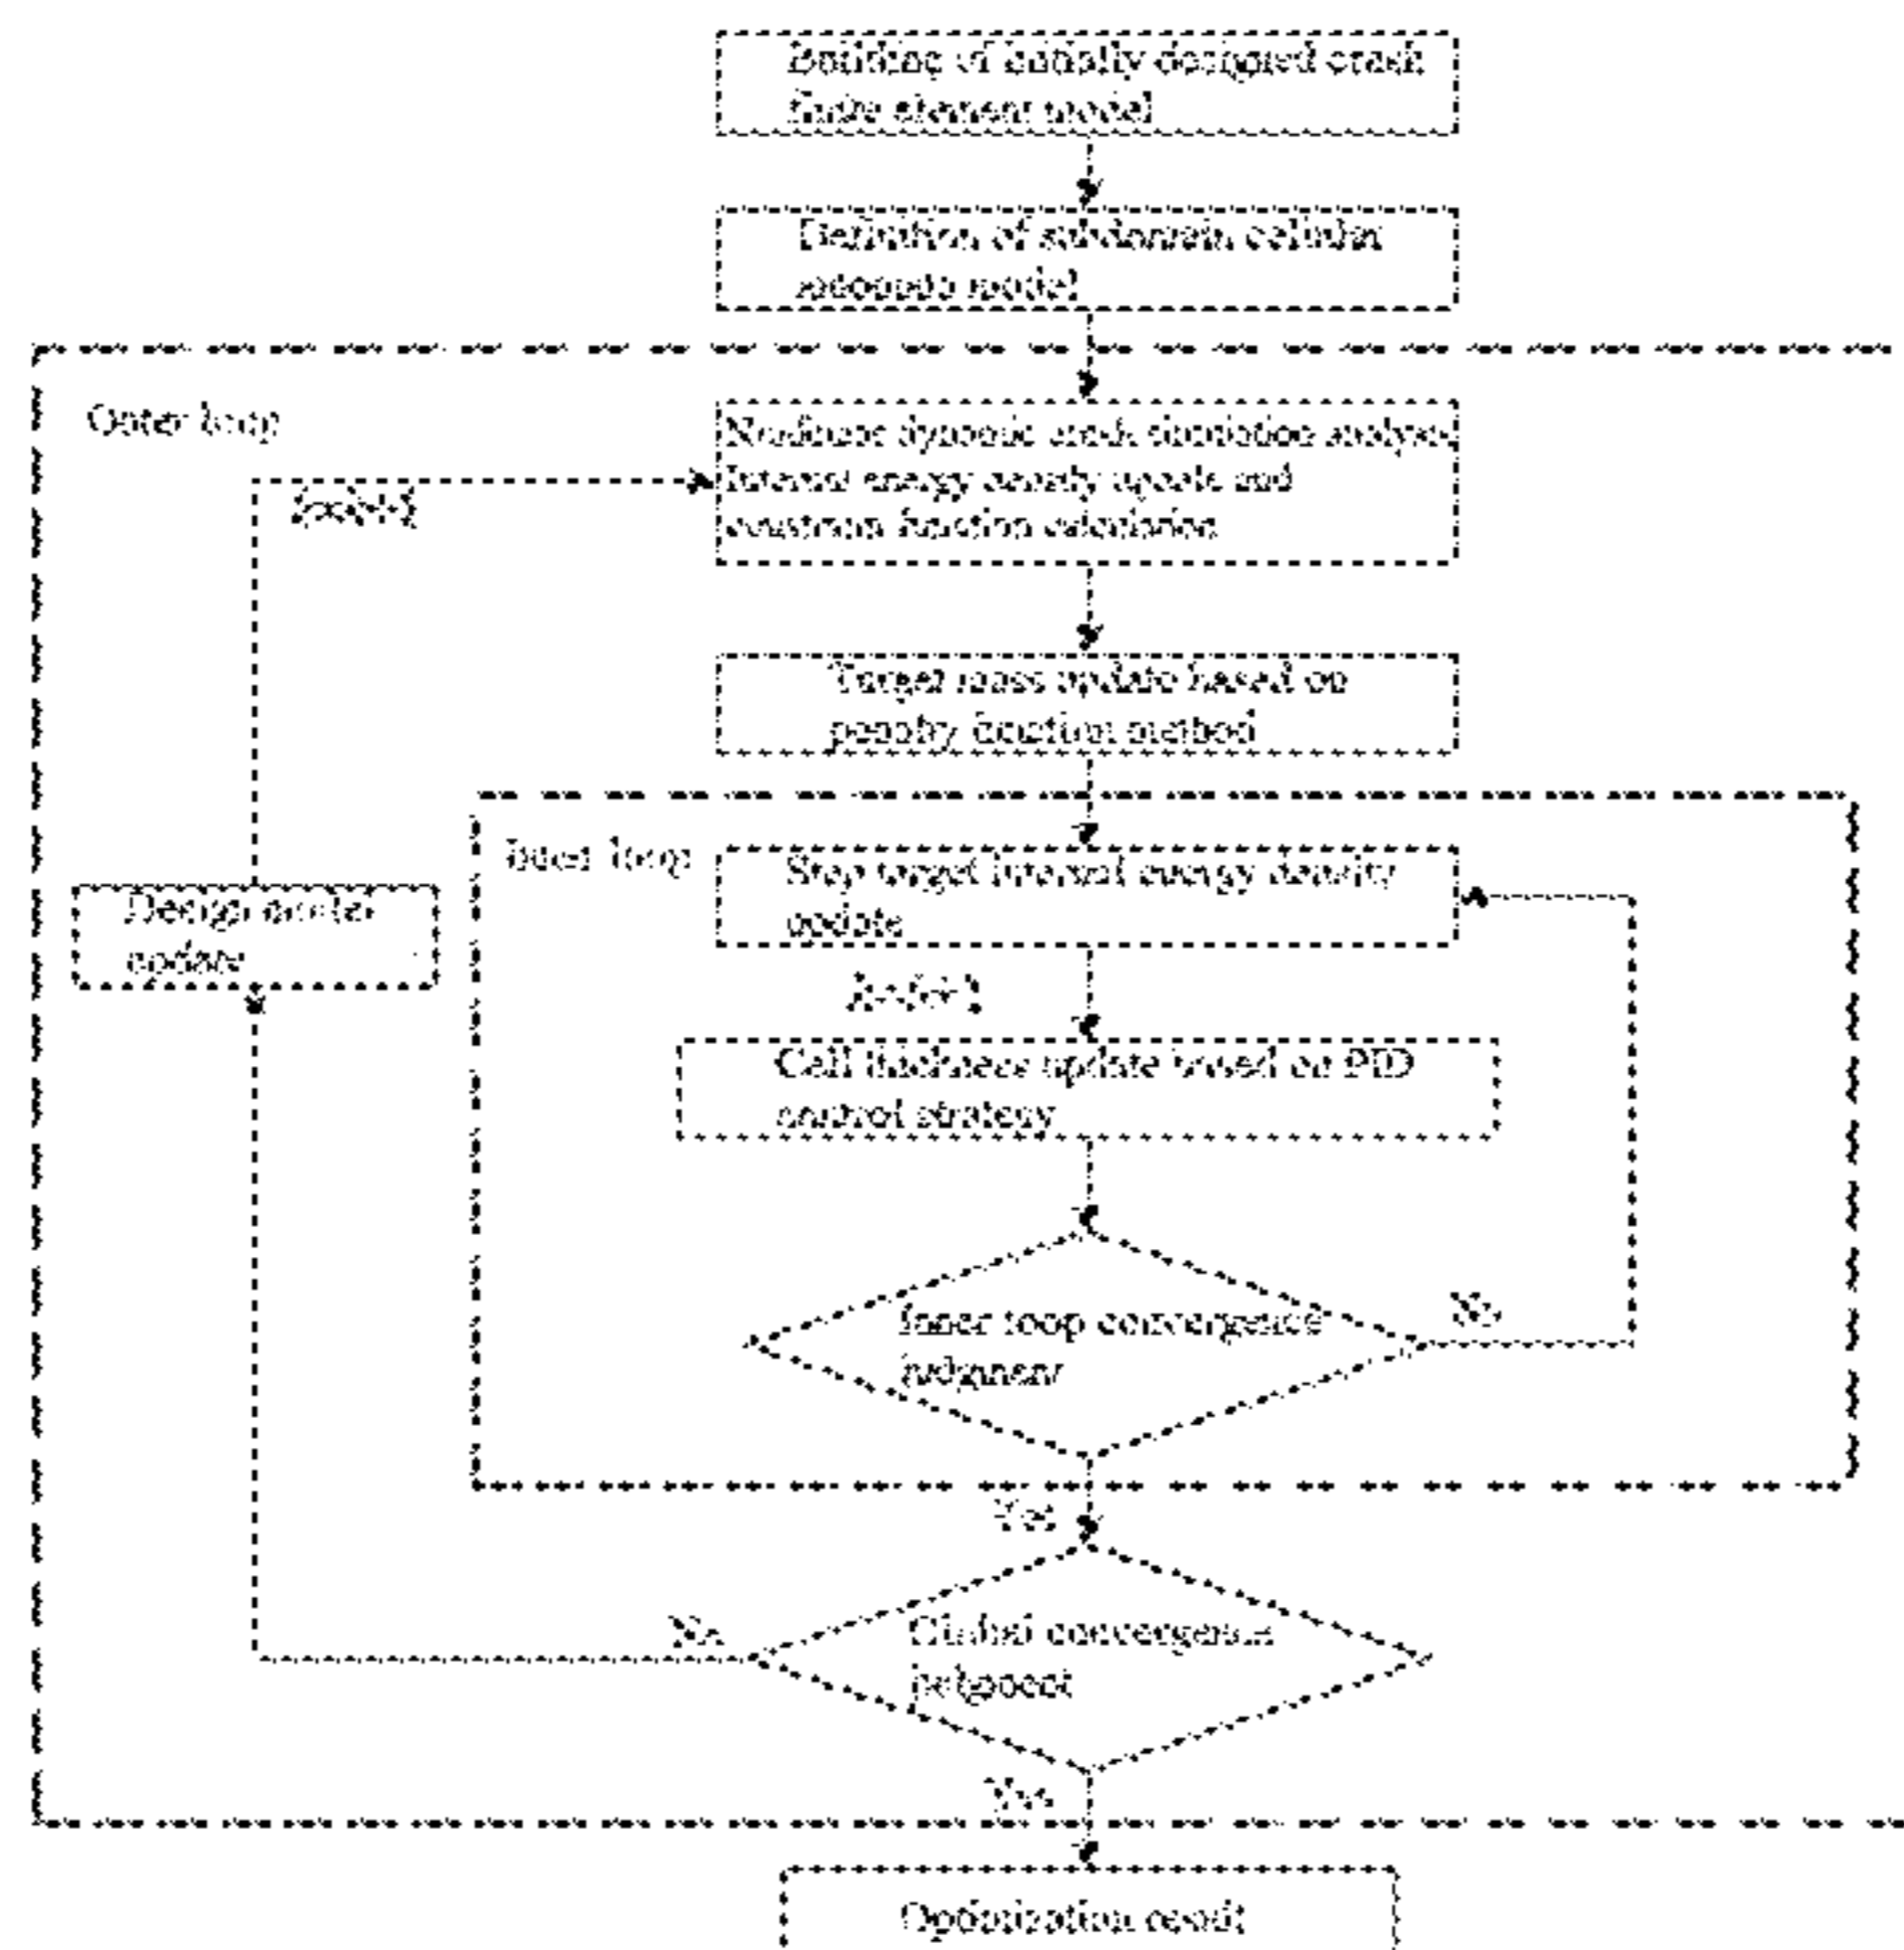 Building of initially designed crash
finite element model
Definition of subdomain cellular
automata model
Outer loop
Nonlinear dynamic crash simulation analysis
Internal energy density update and
constraint function calculation
Target mass update based on
penalty function method
Inner loop
Step target internal energy density
update
Design
update
Cell thickness update based on PID
control strategy
Inner loop convergence
judgment
No
Yes
No
Global convergence
judgment
Yes
Optimization result